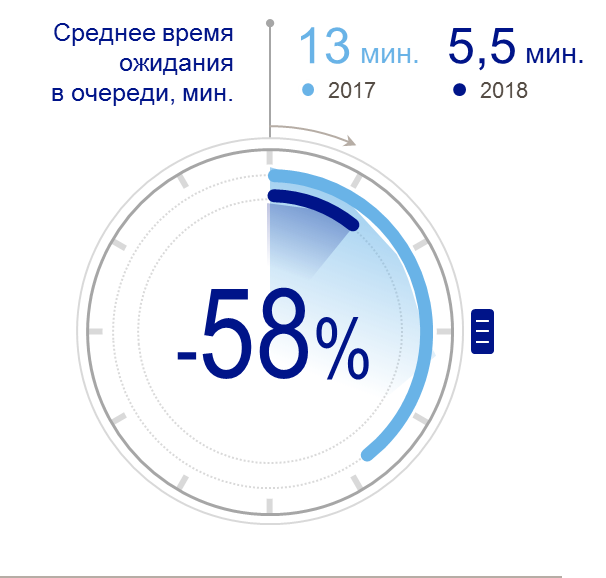 Среднее время
ожидания
в очереди, мин.
13 мин.
2017
5,5 мин.
2018
-58%